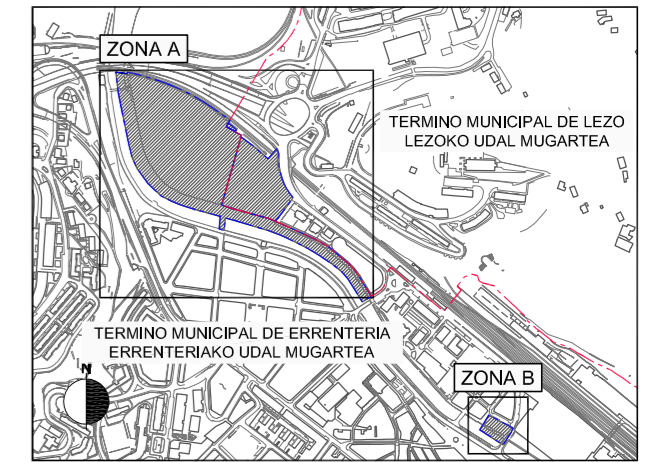 ZONA A
TERMINO MUNICIPAL DE LEZO
LEZOKO UDAL MUGARTEA
TERMINO MUNICIPAL DE ERRENTERIA
ERRENTERIAKO UDAL MUGARTEA
N
ZONA B